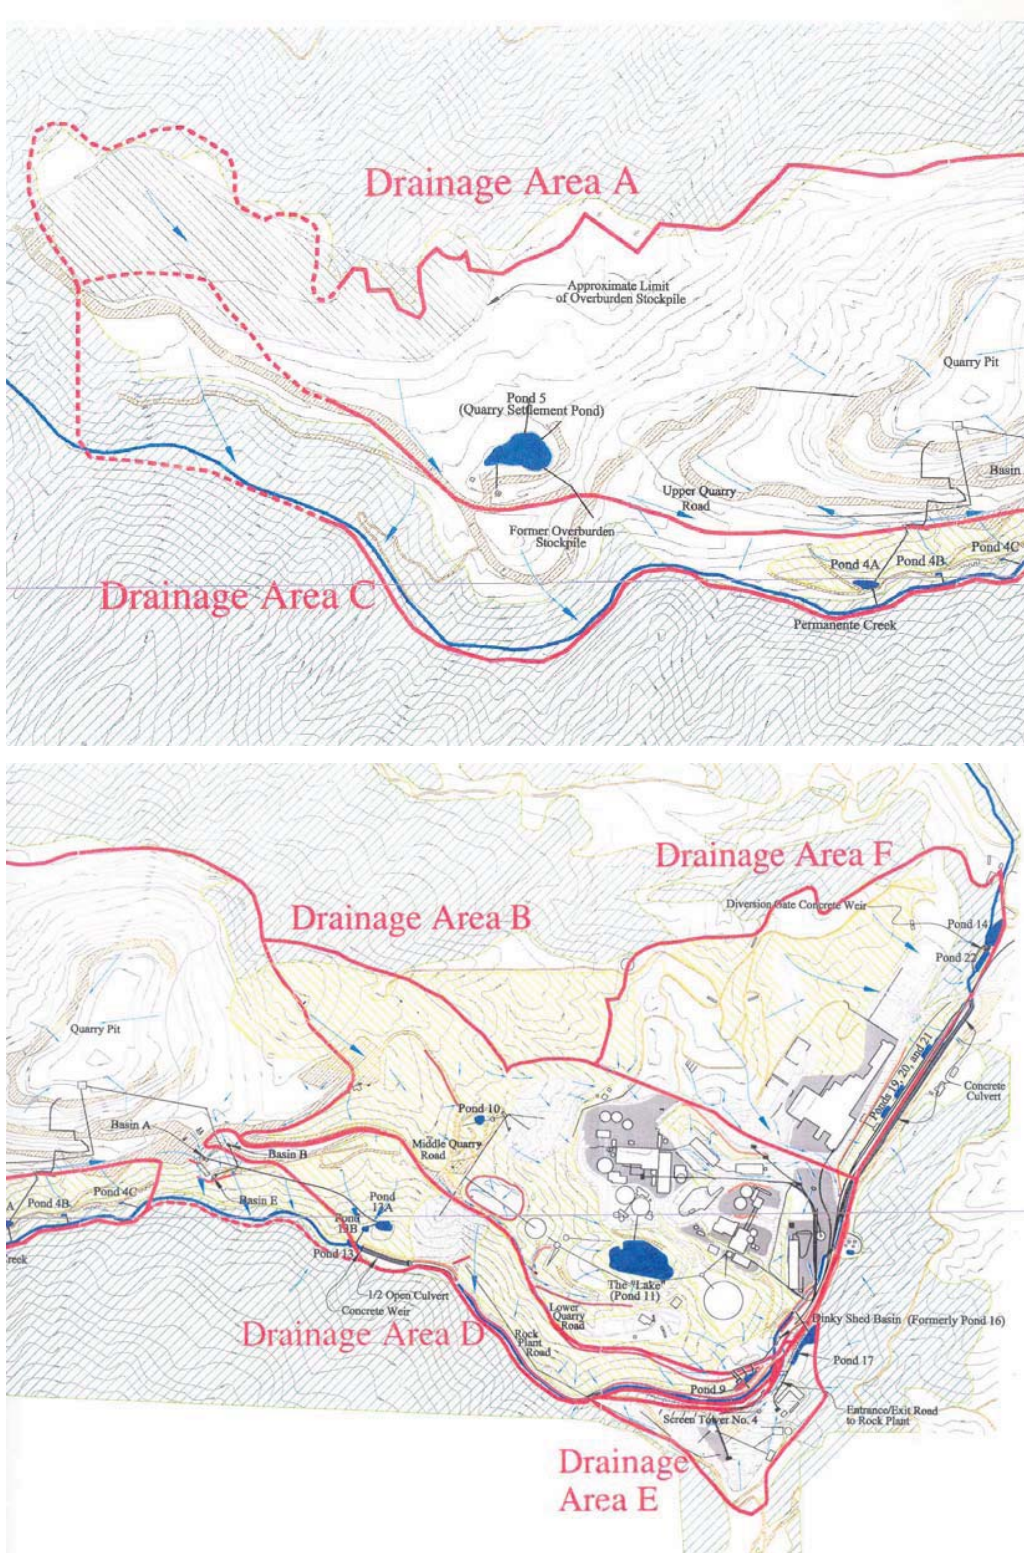 Drainage Area A
Approximate Limit
of Overburden Stockpile
Quarry Pit
Pond 5
(Quarry Settlement Pond)
Basin
Upper Quarry
Road
Former Overburden
Stockpile
Pond 4C
Pond 4A
Pond 4B
Drainage Area C
Permanente Creek
Drainage Area F
Drainage Area B
Diversion Gate Concrete Weir
Pond 14
Pond 22
Quarry Pit
Ponds 19, 20, and 21
Concrete
Culvert
Pond 10
Basin A
Middle Quarry
Road
Basin B
Pond 4C
A
Pond 4B
Basin E
Pond
13A
Pond
13B
Pond 13
reek
The "Lake"
(Pond 11)
1/2 Open Culvert
Concrete Weir
Lower
Quarry
Road
Dinky Shed Basin (Formerly Pond 16)
Drainage Area D
Rock
Plant
Road
Pond 17
Pond 9
Entrance/Exit Road
to Rock Plant
Screen Tower No. 4
Drainage
Area E